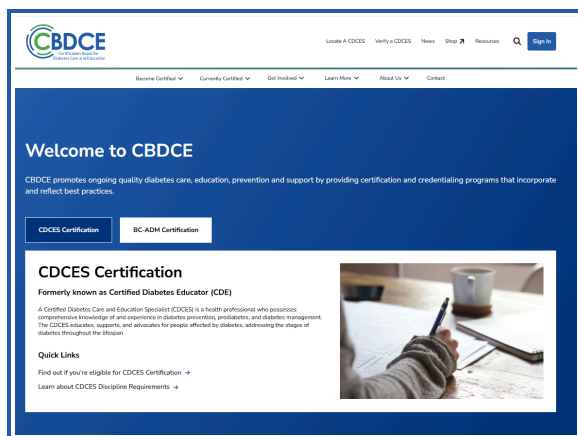 CBDCE
Certification Board for
Diabetes Care and Education
Locate A CDCES Verify a CDCES News Shop Resources Sign In
Become Certified Currently Certified Get Involved Learn More About Us Contact
Welcome to CBDCE
CBDCE promotes ongoing quality diabetes care, education, prevention and support by providing certification and credentialing programs that incorporate
and reflect best practices.
CDCES Certification BC-ADM Certification
CDCES Certification
Formerly known as Certified Diabetes Educator (CDE)
A Certified Diabetes Care and Education Specialist (CDCES) is a health professional who possesses
comprehensive knowledge of and experience in diabetes prevention, prediabetes, and diabetes management.
The CDCES educates, supports, and advocates for people affected by diabetes, addressing the stages of
diabetes throughout the lifespan.
Quick Links
Find out if you're eligible for CDCES Certification →
Learn about CDCES Discipline Requirements →